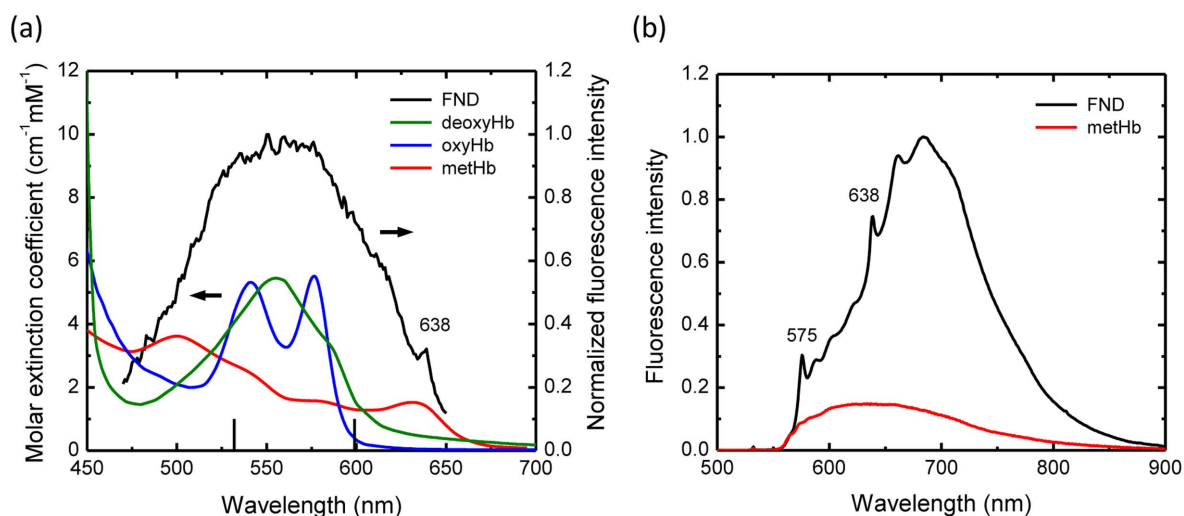 (a)
(b)
Molar extinction coefficient (cm⁻¹mM⁻¹)
12
10
8
6
4
2
0
450
500
550
600
650
700
Wavelength (nm)
1.2
1.0
0.8
0.6
0.4
0.2
0.0
Normalized fluorescence intensity
FND
deoxyHb
oxyHb
metHb
638
Fluorescence intensity
1.2
1.0
0.8
0.6
0.4
0.2
0.0
500
600
700
800
900
Wavelength (nm)
FND
metHb
638
575